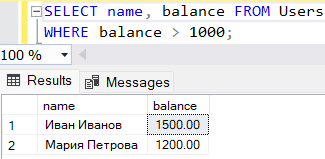 SELECT name, balance FROM Users
WHERE balance > 1000;
100 %
Results Messages
name balance
1 Иван Иванов 1500.00
2 Мария Петрова 1200.00